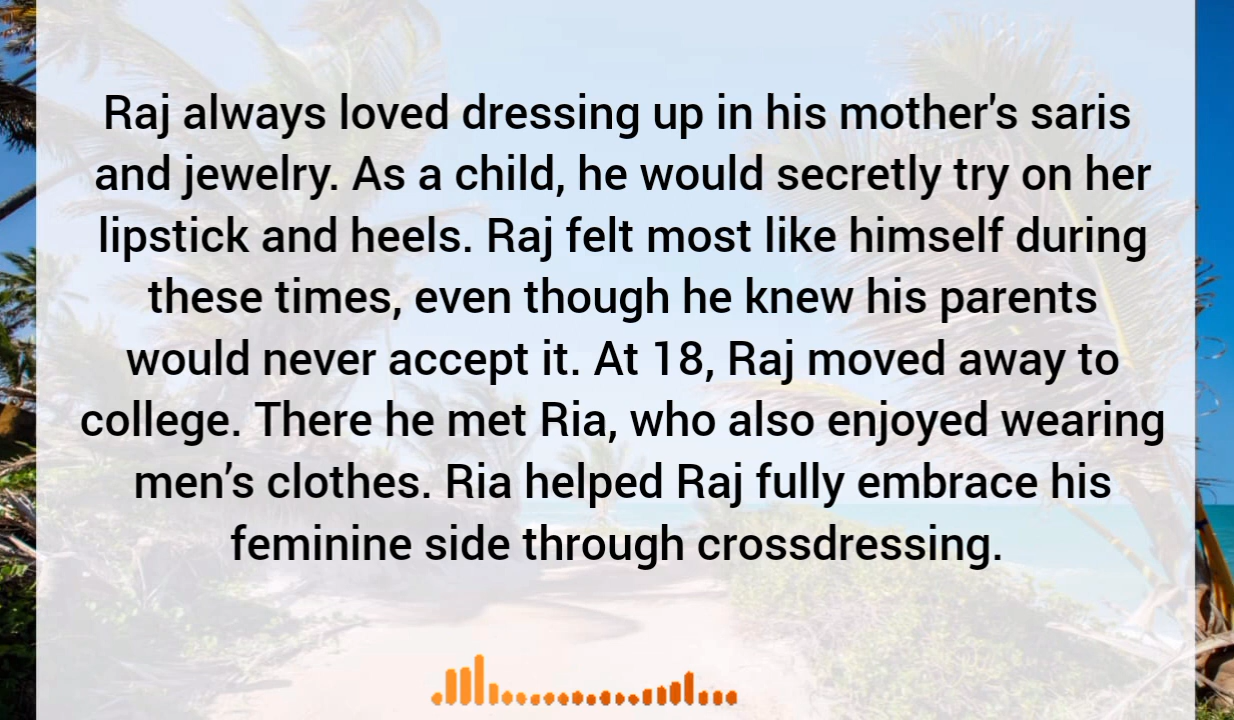 Raj always loved dressing up in his mother's saris
and jewelry. As a child, he would secretly try on her
lipstick and heels. Raj felt most like himself during
these times, even though he knew his parents
would never accept it. At 18, Raj moved away to
college. There he met Ria, who also enjoyed wearing
men’s clothes. Ria helped Raj fully embrace his
feminine side through crossdressing.